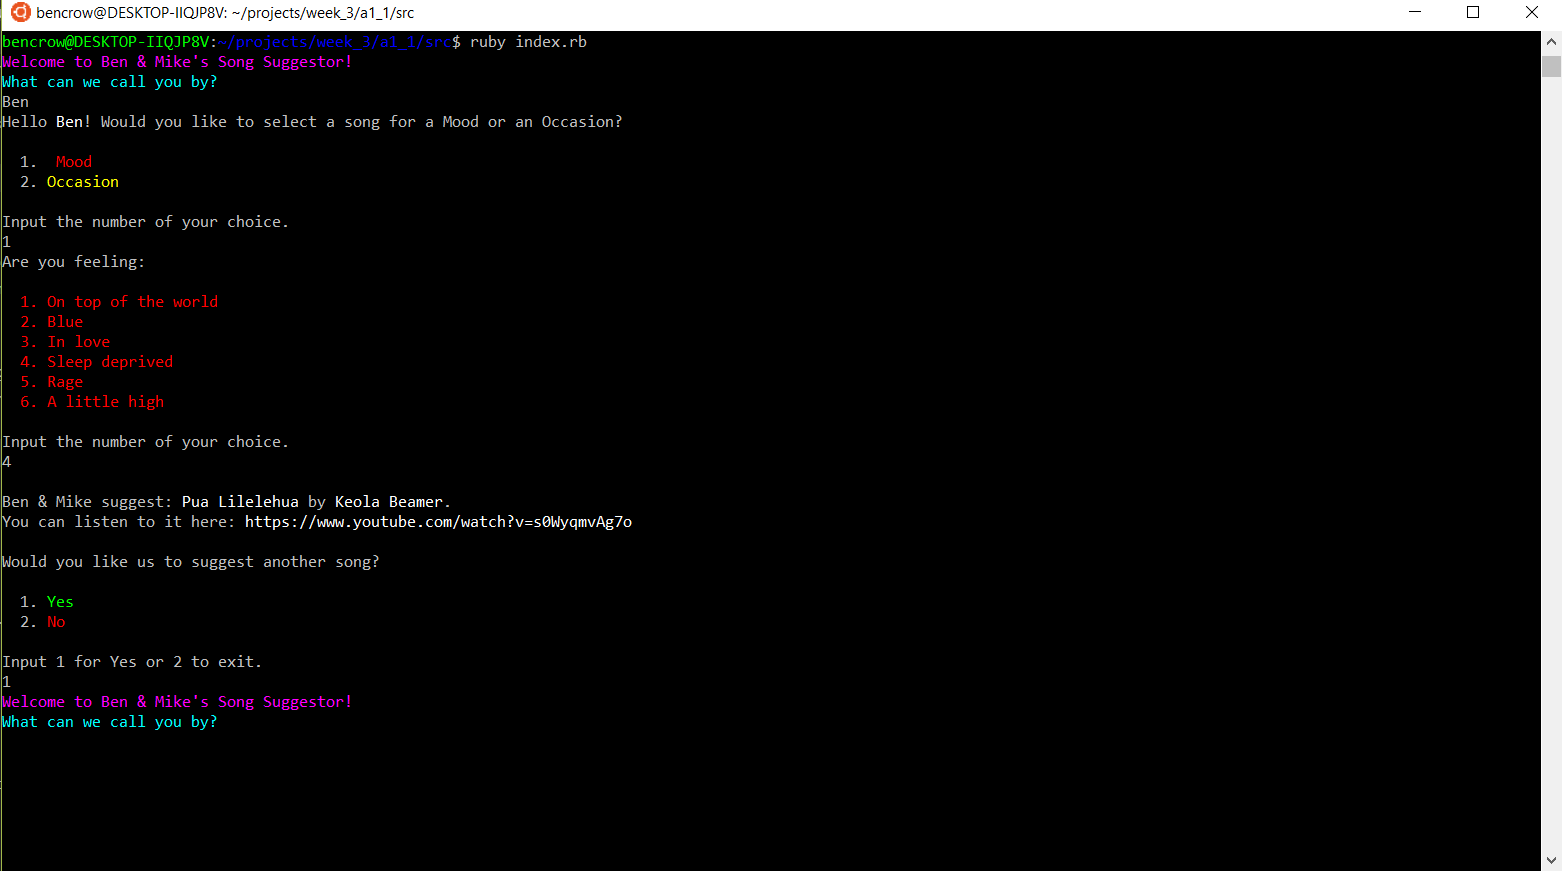 bencrow@DESKTOP-IIQJP8V: ~/projects/week_3/a1_1/src
bencrow@DESKTOP-IIQJP8V:~/projects/week_3/a1_1/src$ ruby index.rb
Welcome to Ben & Mike's Song Suggestor!
What can we call you by?
Ben
Hello Ben! Would you like to select a song for a Mood or an Occasion?
1.  Mood
2. Occasion
Input the number of your choice.
1
Are you feeling:
1. On top of the world
2. Blue
3. In love
4. Sleep deprived
5. Rage
6. A little high
Input the number of your choice.
4
Ben & Mike suggest: Pua Lilelehua by Keola Beamer.
You can listen to it here: https://www.youtube.com/watch?v=s0WyqmvAg7o
Would you like us to suggest another song?
1. Yes
2. No
Input 1 for Yes or 2 to exit.
1
Welcome to Ben & Mike's Song Suggestor!
What can we call you by?